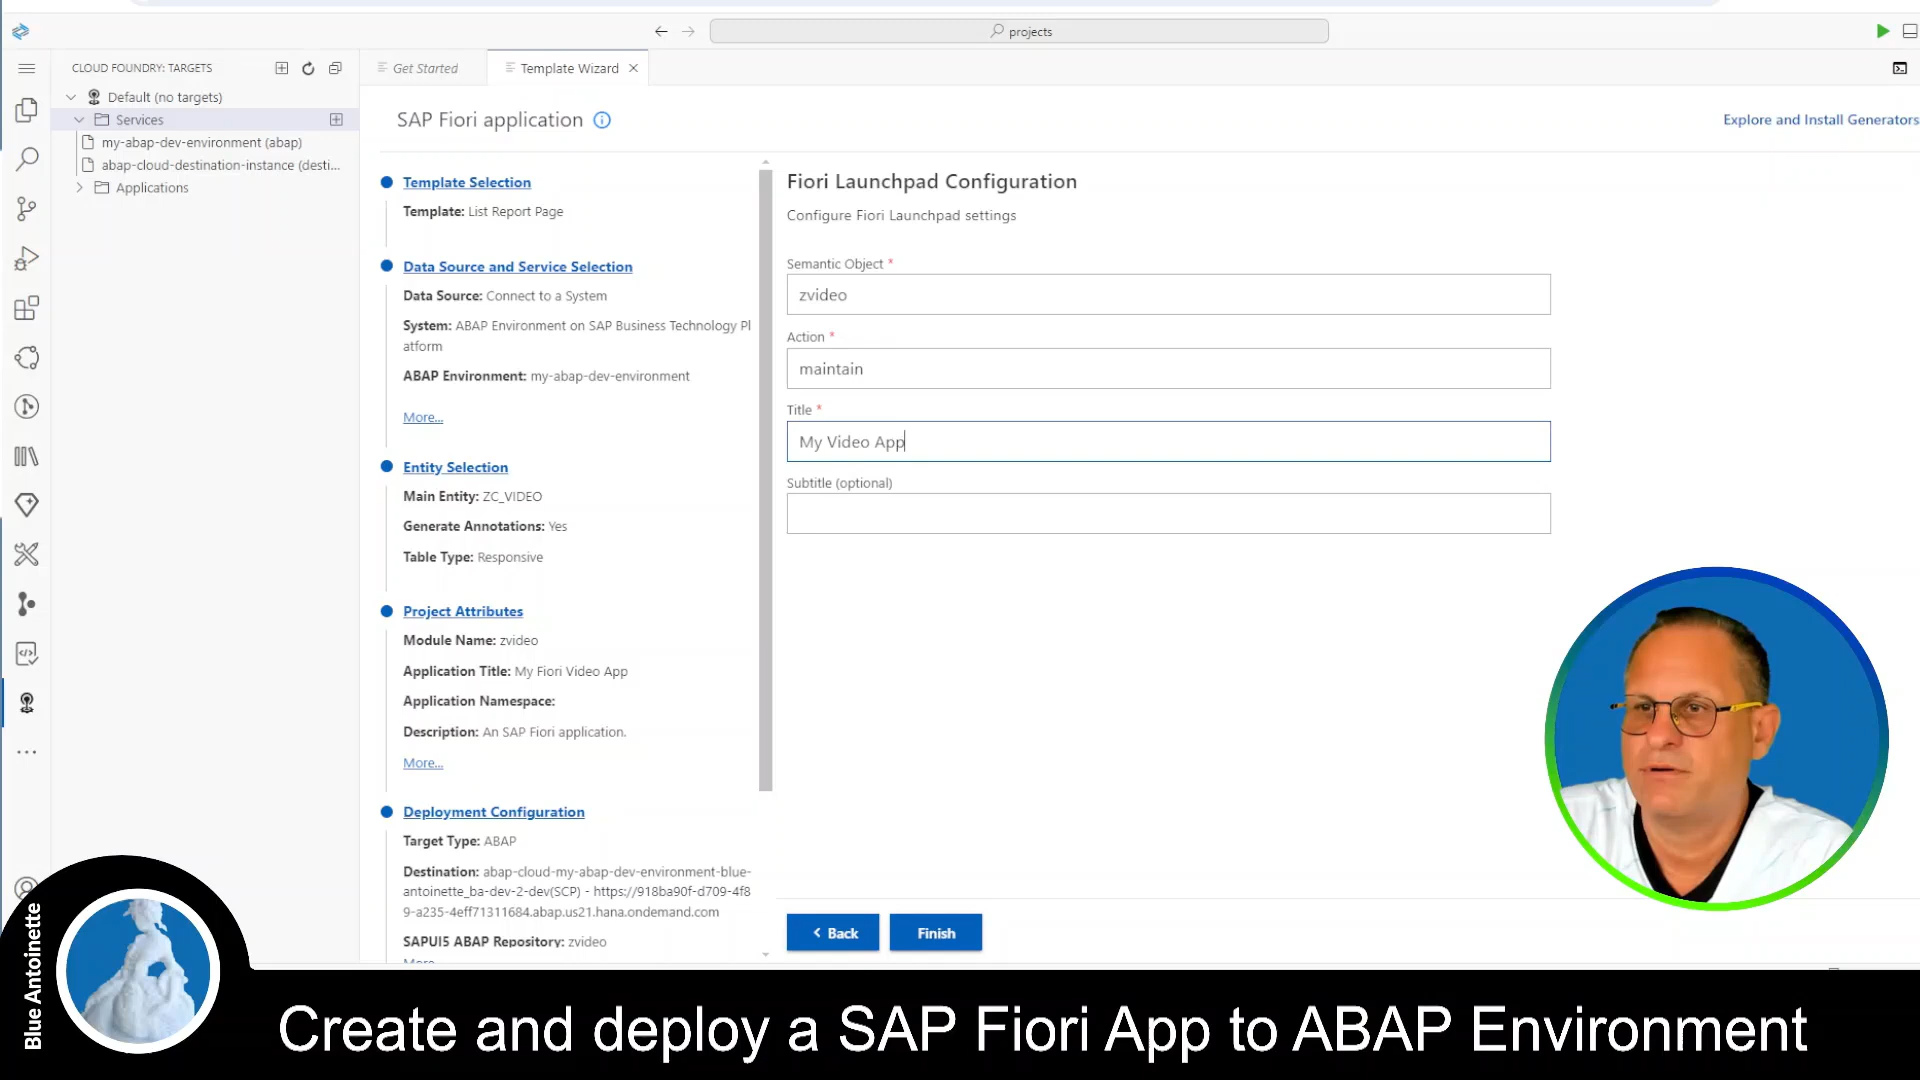 projects
CLOUD FOUNDRY: TARGETS
Default (no targets)
Services
my-abap-dev-environment (abap)
abap-cloud-destination-instance (desti...
Applications
Get Started
Template Wizard
SAP Fiori application
Explore and Install Generators
Template Selection
Template: List Report Page
Data Source and Service Selection
Data Source: Connect to a System
System: ABAP Environment on SAP Business Technology Pl
atform
ABAP Environment: my-abap-dev-environment
More...
Entity Selection
Main Entity: ZC_VIDEO
Generate Annotations: Yes
Table Type: Responsive
Project Attributes
Module Name: zvideo
Application Title: My Fiori Video App
Application Namespace:
Description: An SAP Fiori application.
More...
Deployment Configuration
Target Type: ABAP
Destination: abap-cloud-my-abap-dev-environment-blue-
antoinette_ba-dev-2-dev(SCP) - https://918ba90f-d709-4f8
9-a235-4eff71311684.abap.us21.hana.ondemand.com
SAPUI5 ABAP Repository: zvideo
More...
Fiori Launchpad Configuration
Configure Fiori Launchpad settings
Semantic Object *
zvideo
Action *
maintain
Title *
My Video App
Subtitle (optional)
Back
Finish
Blue Antoinette
Create and deploy a SAP Fiori App to ABAP Environment